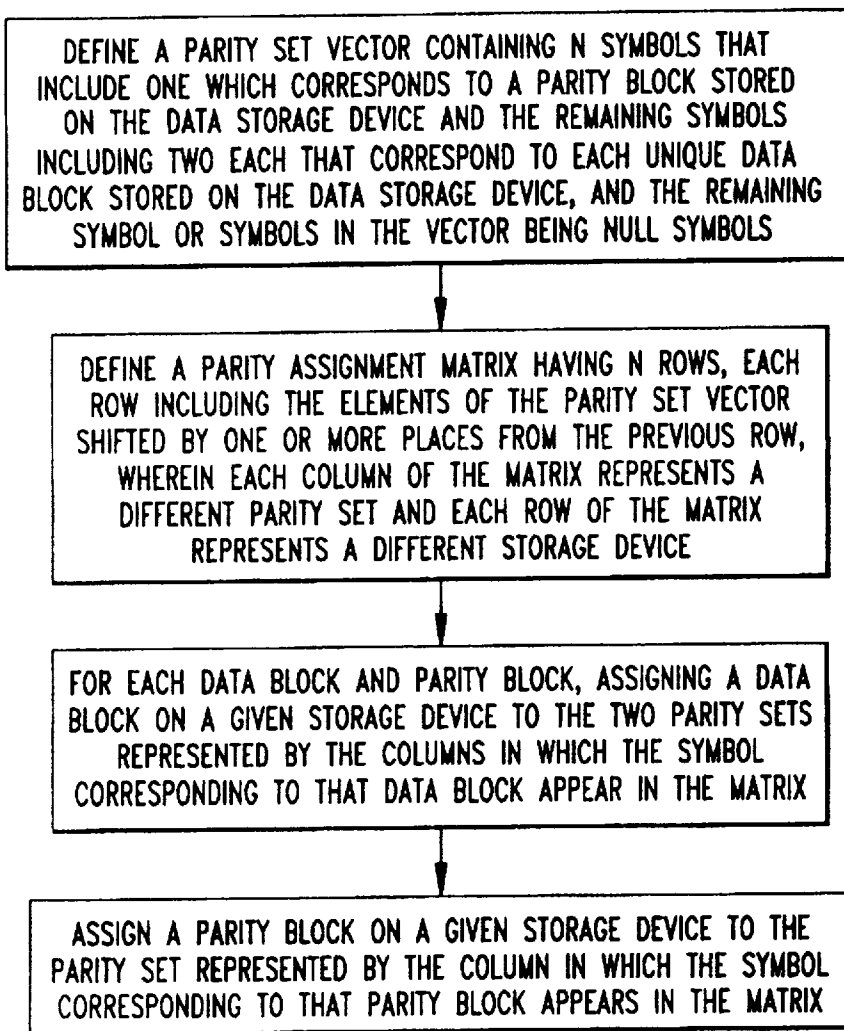 DEFINE A PARITY SET VECTOR CONTAINING N SYMBOLS THAT
INCLUDE ONE WHICH CORRESPONDS TO A PARITY BLOCK STORED
ON THE DATA STORAGE DEVICE AND THE REMAINING SYMBOLS
INCLUDING TWO EACH THAT CORRESPOND TO EACH UNIQUE DATA
BLOCK STORED ON THE DATA STORAGE DEVICE, AND THE REMAINING
SYMBOL OR SYMBOLS IN THE VECTOR BEING NULL SYMBOLS
DEFINE A PARITY ASSIGNMENT MATRIX HAVING N ROWS, EACH
ROW INCLUDING THE ELEMENTS OF THE PARITY SET VECTOR
SHIFTED BY ONE OR MORE PLACES FROM THE PREVIOUS ROW,
WHEREIN EACH COLUMN OF THE MATRIX REPRESENTS A
DIFFERENT PARITY SET AND EACH ROW OF THE MATRIX
REPRESENTS A DIFFERENT STORAGE DEVICE
FOR EACH DATA BLOCK AND PARITY BLOCK, ASSIGNING A DATA
BLOCK ON A GIVEN STORAGE DEVICE TO THE TWO PARITY SETS
REPRESENTED BY THE COLUMNS IN WHICH THE SYMBOL
CORRESPONDING TO THAT DATA BLOCK APPEAR IN THE MATRIX
ASSIGN A PARITY BLOCK ON A GIVEN STORAGE DEVICE TO THE
PARITY SET REPRESENTED BY THE COLUMN IN WHICH THE SYMBOL
CORRESPONDING TO THAT PARITY BLOCK APPEARS IN THE MATRIX